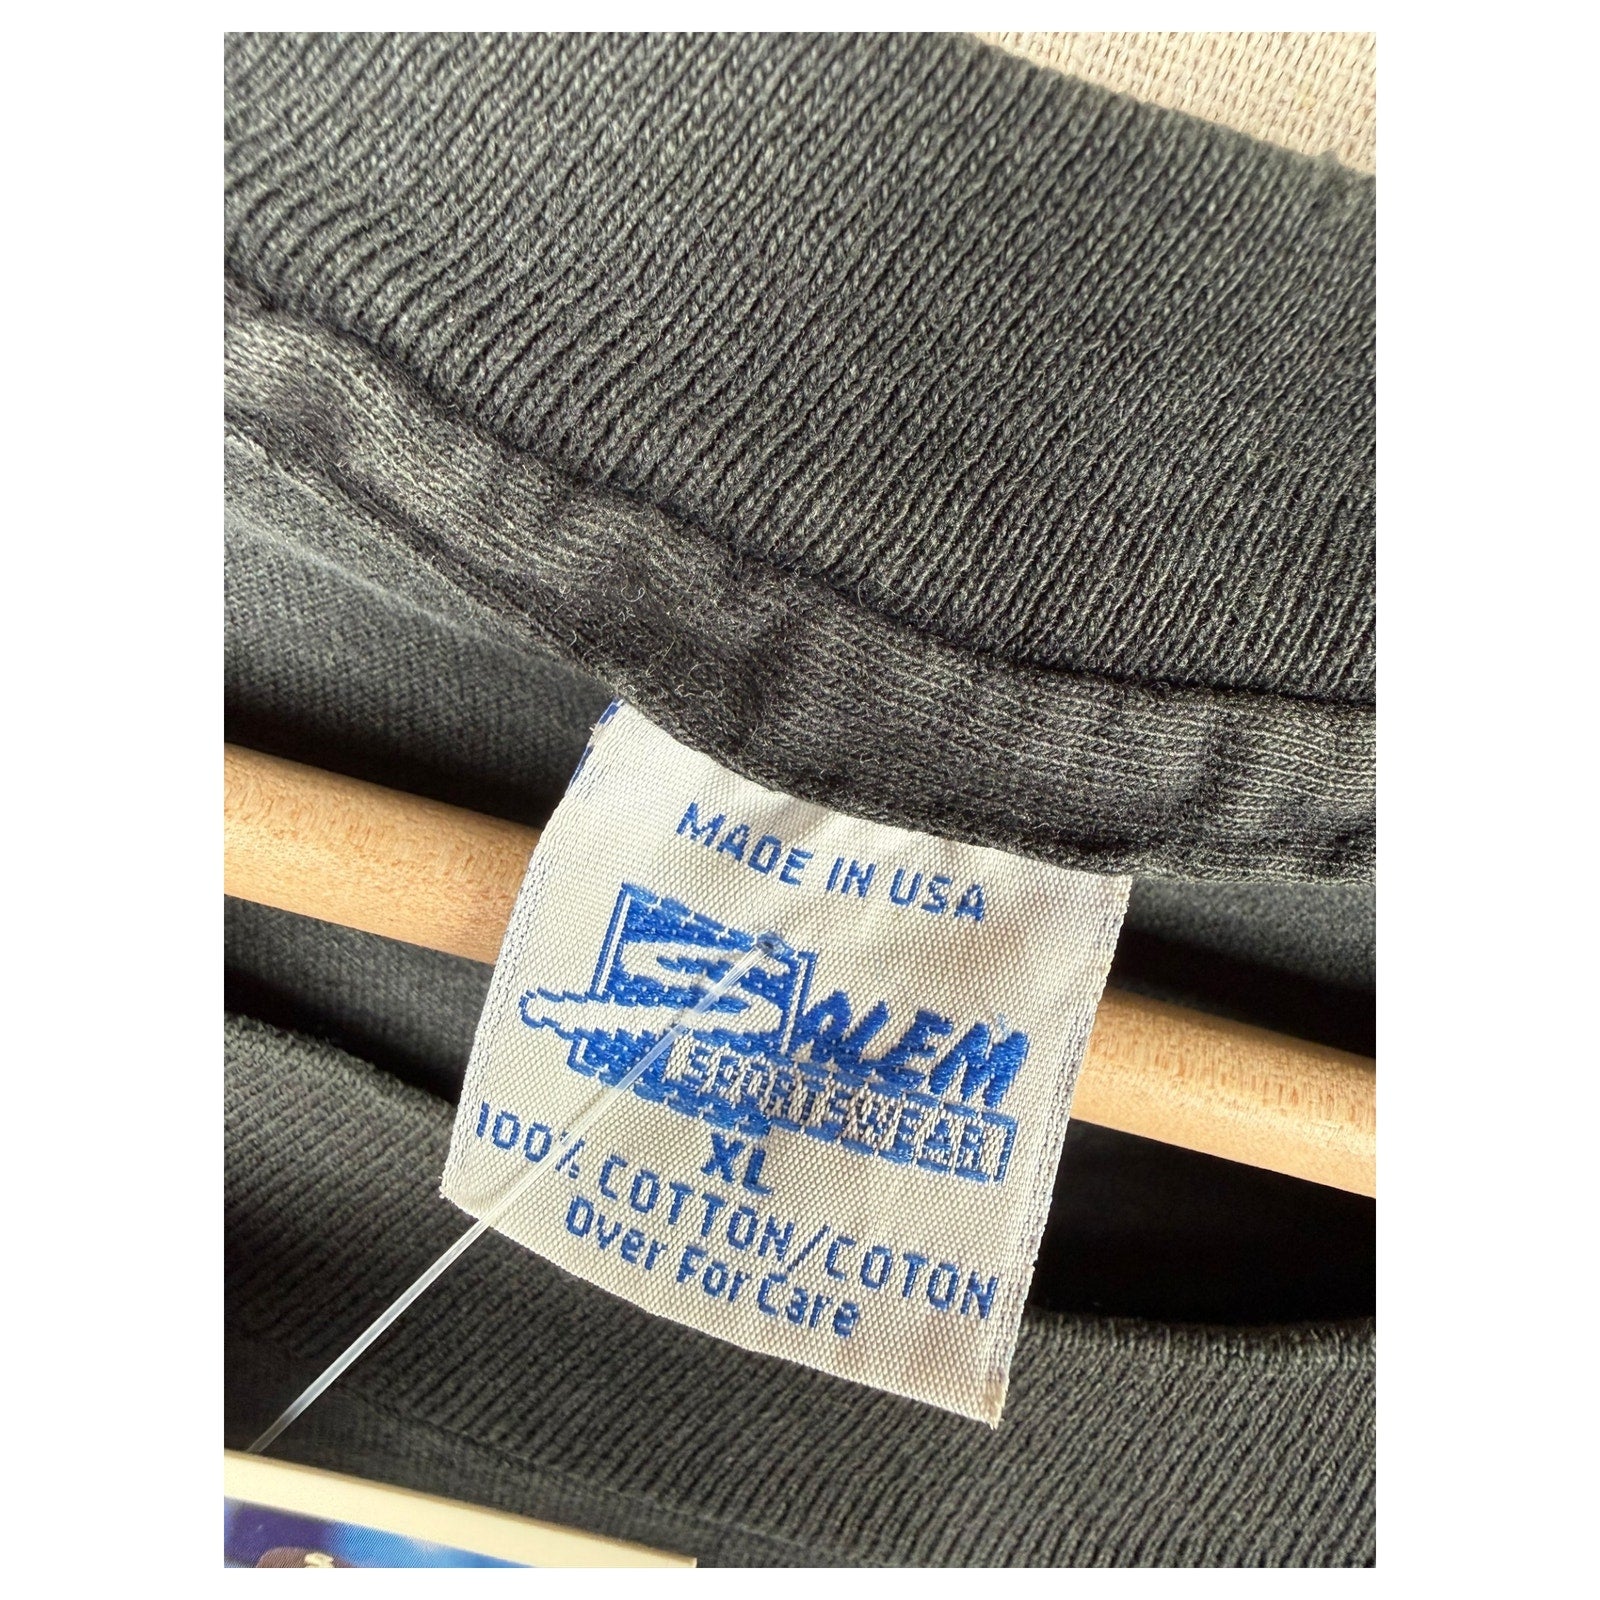 MADE IN USA
SALEM
SPORTSWEAR
XL
100% COTTON/COTON
Over For Care